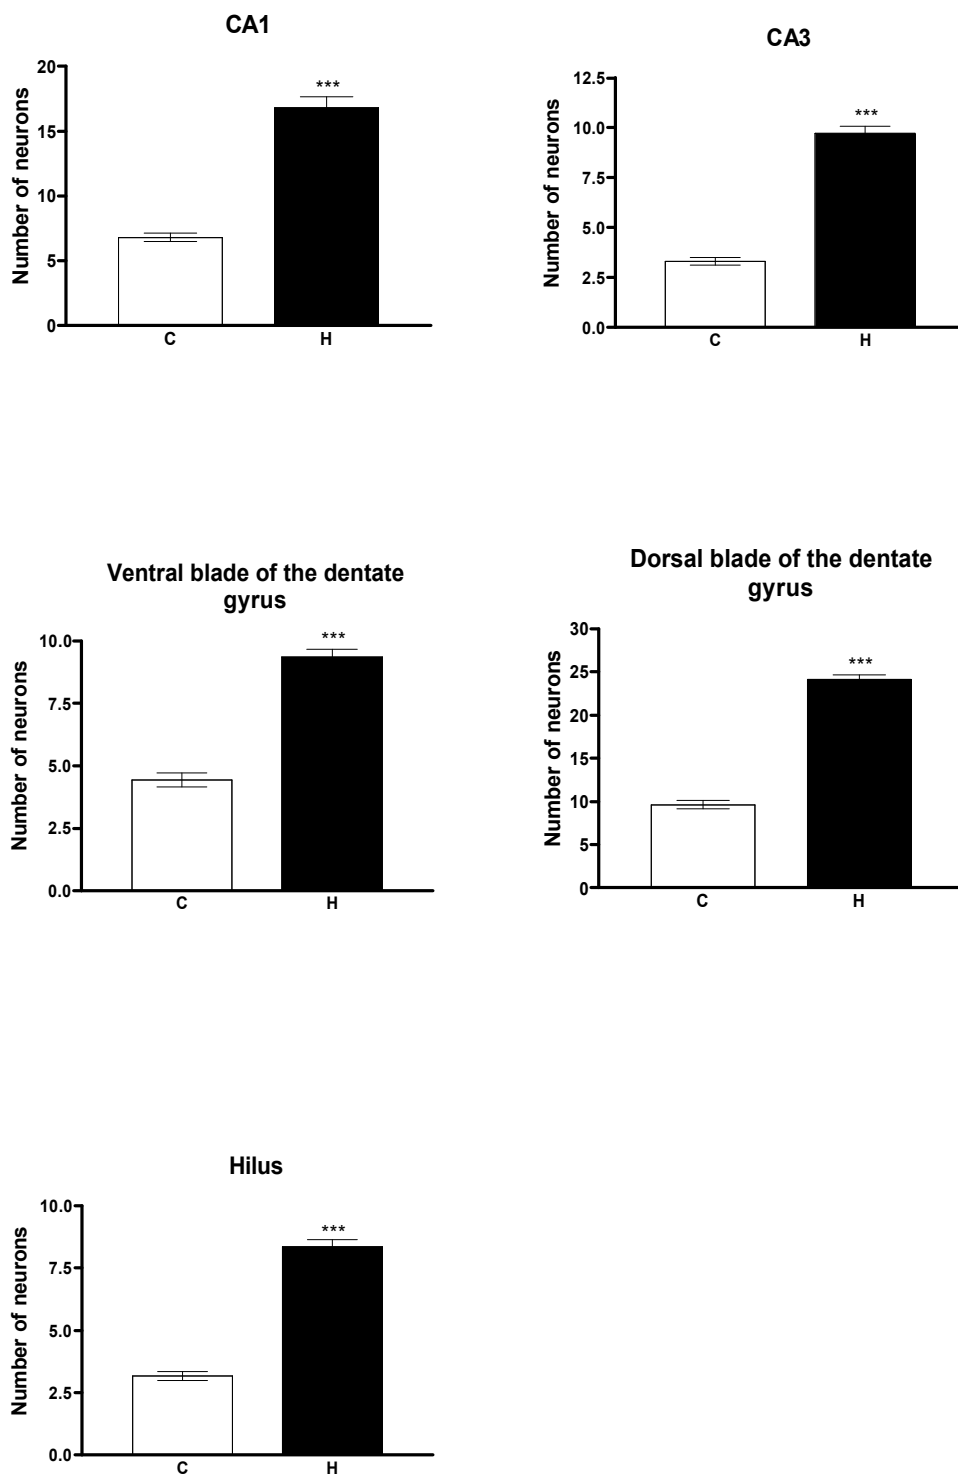 CA1
Number of neurons
20
15
10
5
0
***
C
H
CA3
Number of neurons
12.5
10.0
7.5
5.0
2.5
0.0
***
C
H
Ventral blade of the dentate
gyrus
Number of neurons
10.0
7.5
5.0
2.5
0.0
***
C
H
Dorsal blade of the dentate
gyrus
Number of neurons
30
25
20
15
10
5
0
***
C
H
Hilus
Number of neurons
10.0
7.5
5.0
2.5
0.0
***
C
H